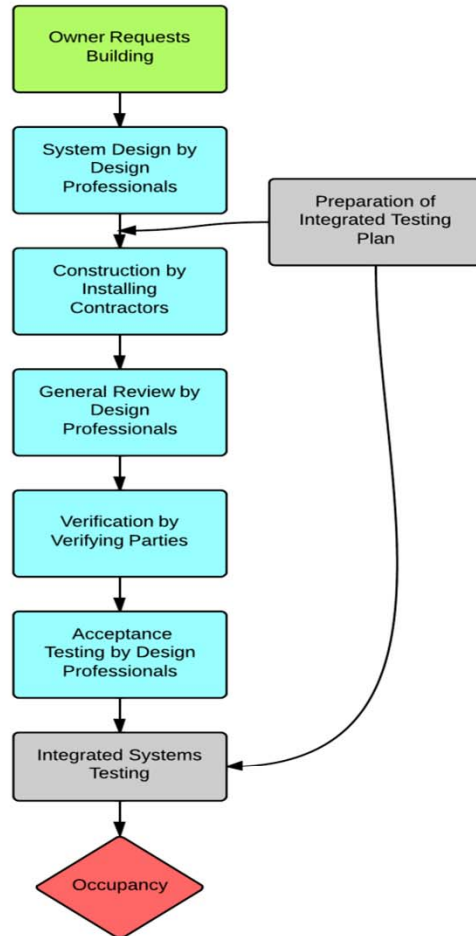 Owner Requests
Building
System Design by
Design
Professionals
Preparation of
Integrated Testing
Plan
Construction by
Installing
Contractors
General Review by
Design
Professionals
Verification by
Verifying Parties
Acceptance
Testing by Design
Professionals
Integrated Systems
Testing
Occupancy